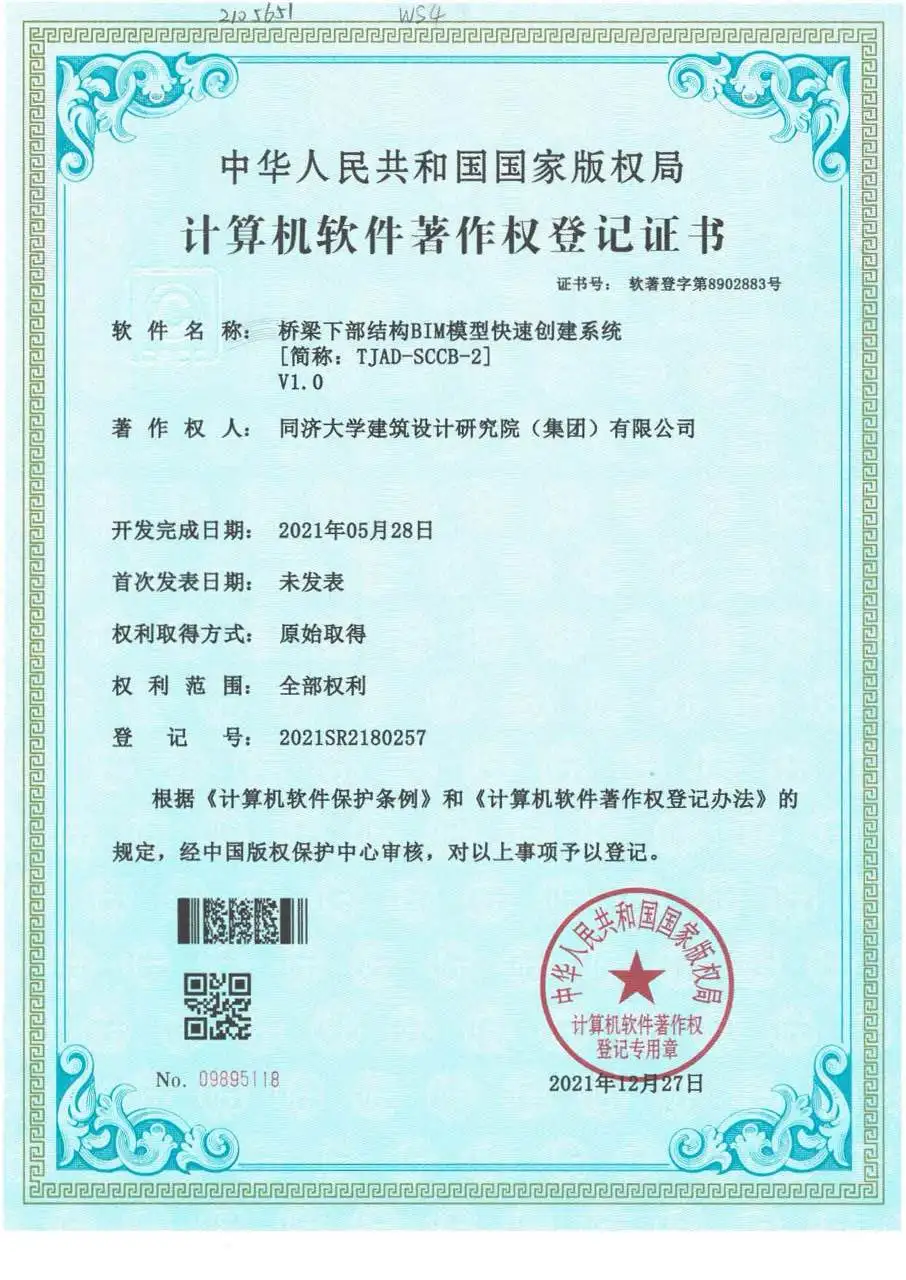 2105651 WS4
中华人民共和国国家版权局
计算机软件著作权登记证书
证书号： 软著登字第8902883号
软件名称： 桥梁下部结构BIM模型快速创建系统
[简称：TJAD-SCCB-2]
V1.0
著作权人： 同济大学建筑设计研究院（集团）有限公司
开发完成日期： 2021年05月28日
首次发表日期： 未发表
权利取得方式： 原始取得
权利范围： 全部权利
登记号： 2021SR2180257
根据《计算机软件保护条例》和《计算机软件著作权登记办法》的
规定，经中国版权保护中心审核，对以上事项予以登记。
中华人民共和国国家版权局
计算机软件著作权
登记专用章
No. 09895118
2021年12月27日